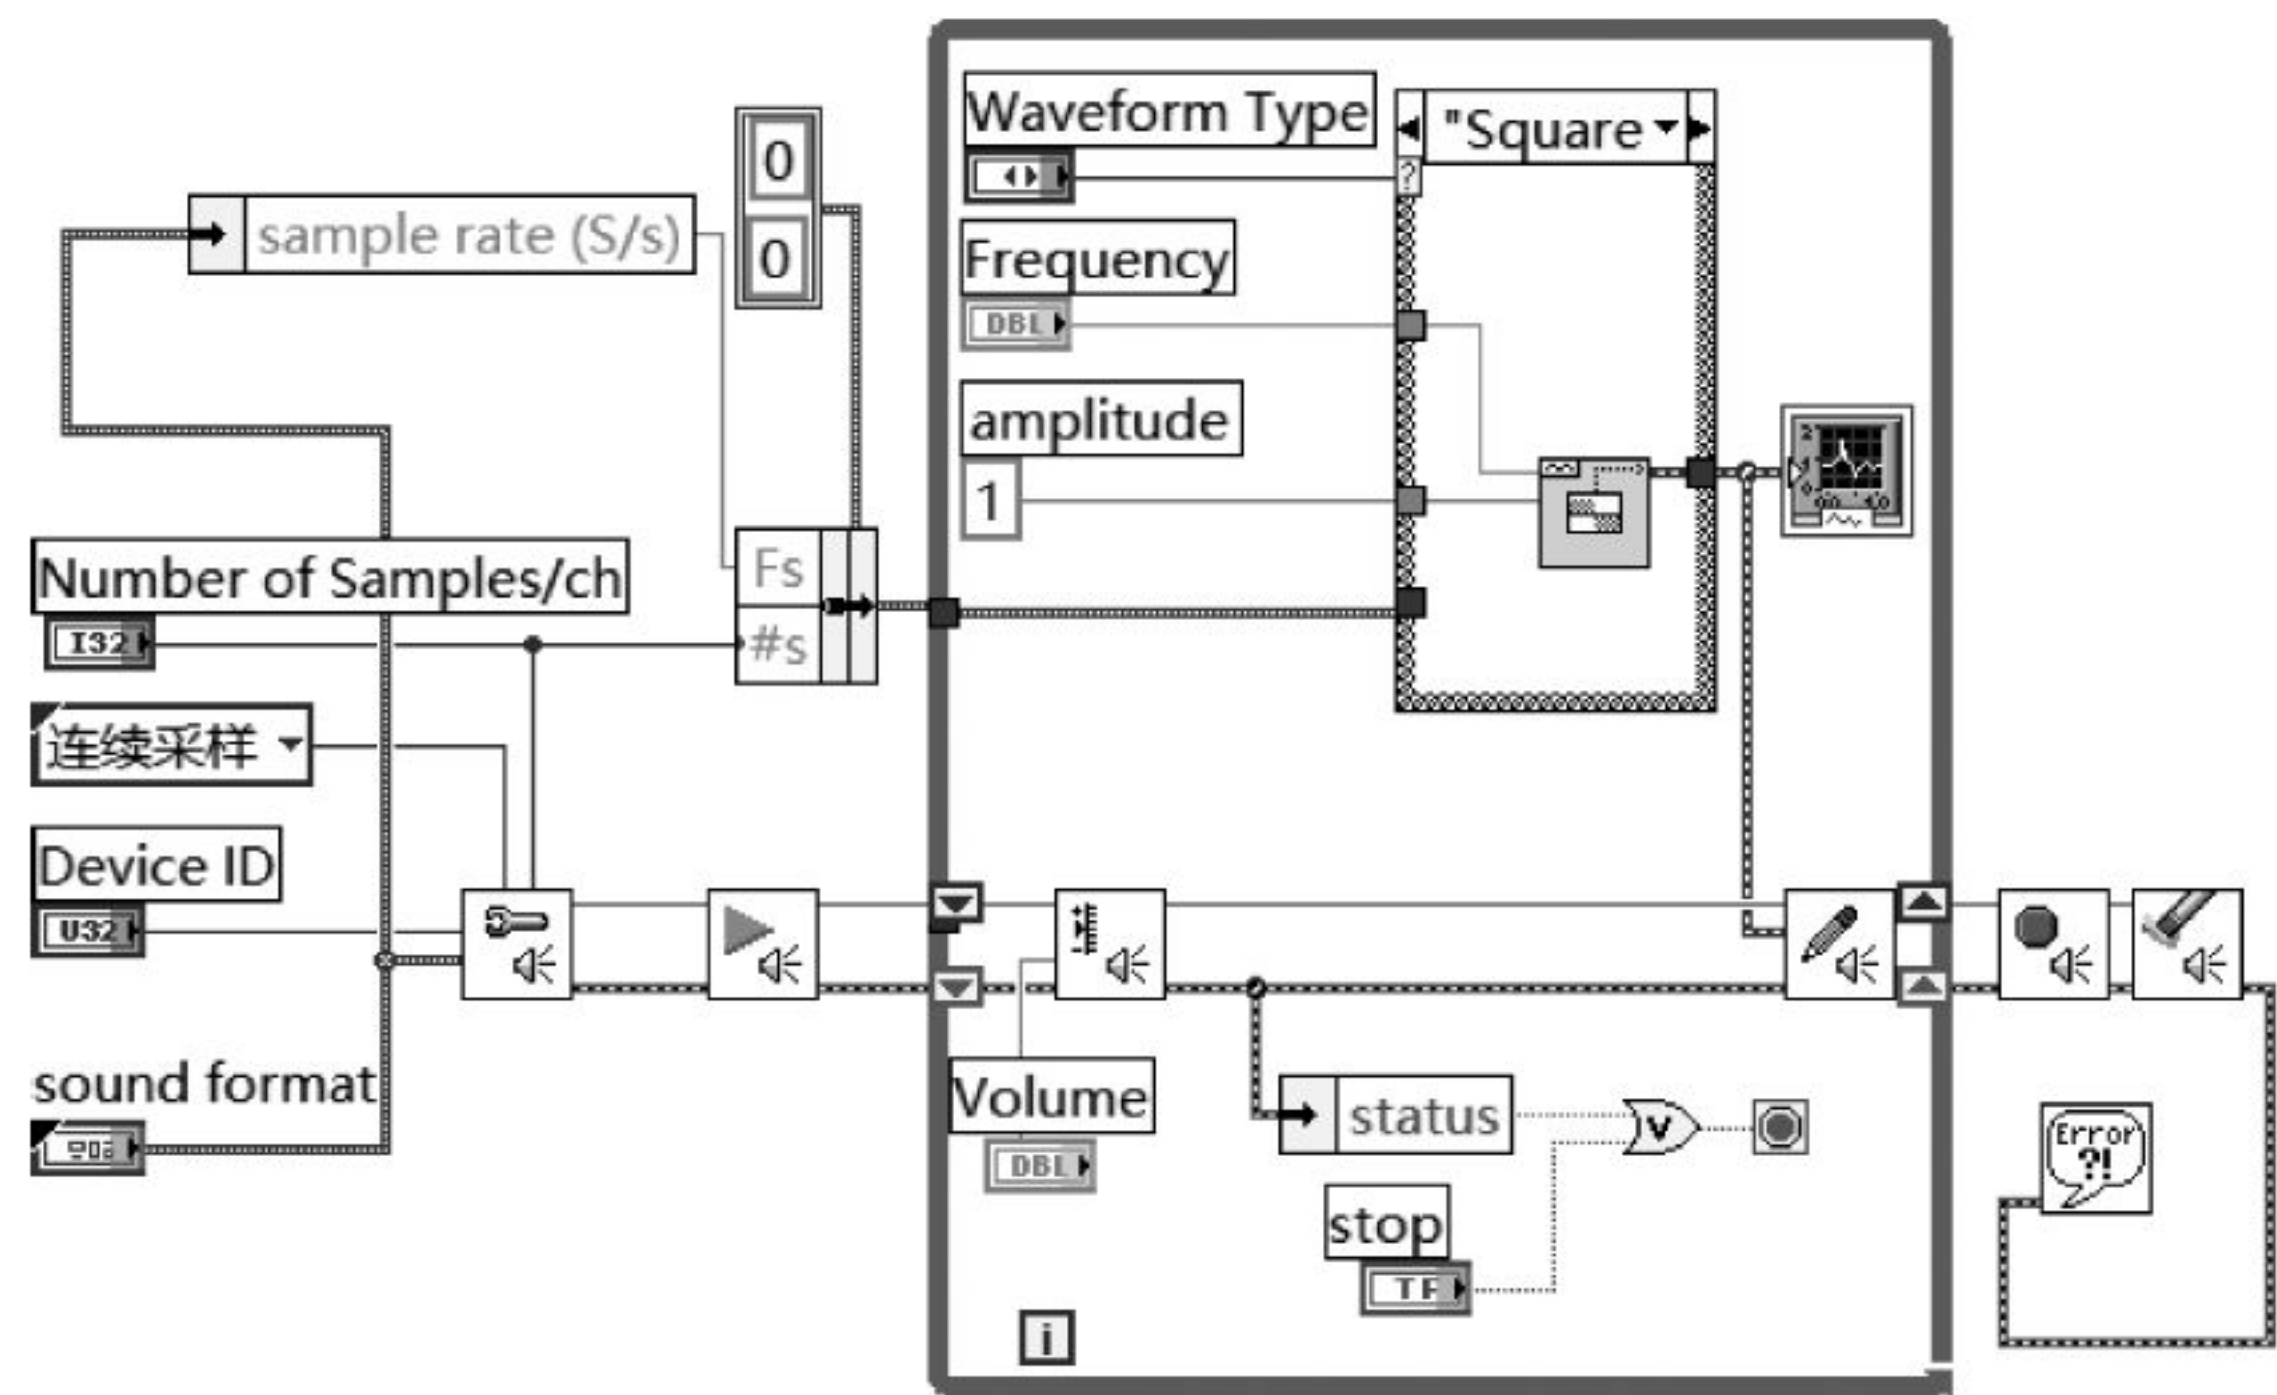 Waveform Type
"Square
0
0
sample rate (S/s)
Frequency
DBL
amplitude
1
Fs
#s
Number of Samples/ch
I32
连续采样
Device ID
U32
sound format
Volume
DBL
status
V
stop
TF
i
Error
?!